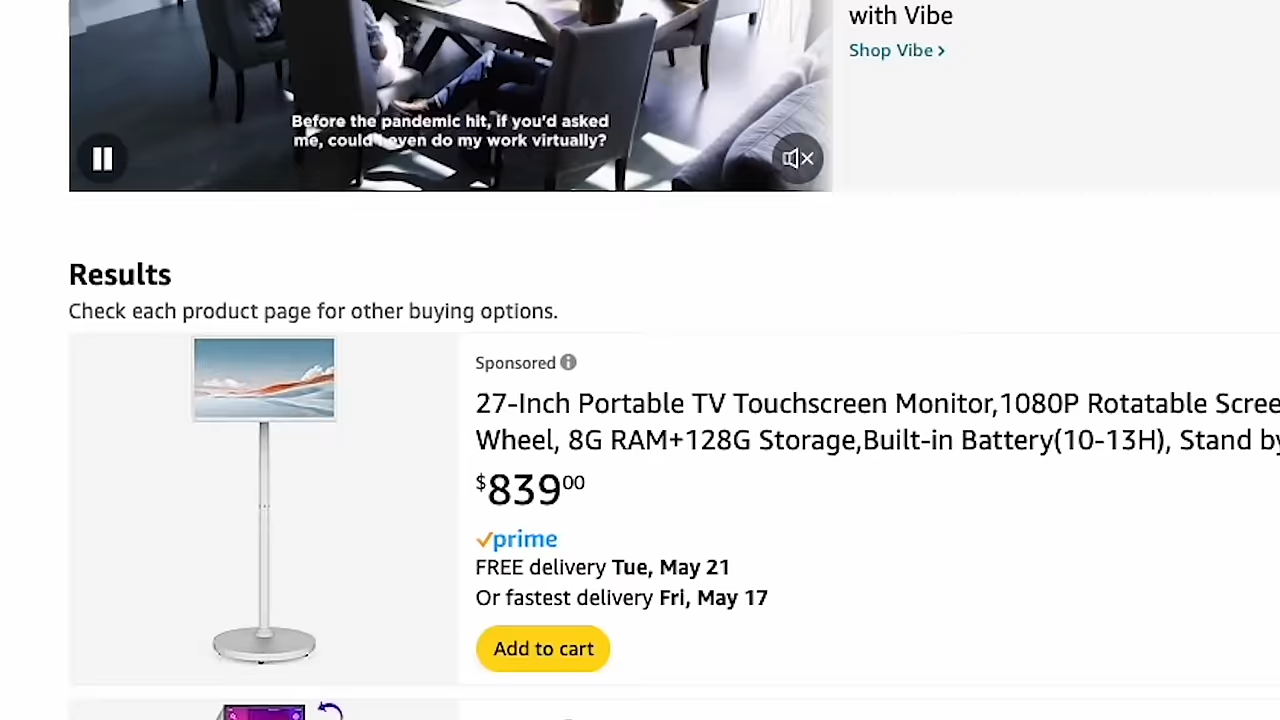 with Vibe
Shop Vibe ›
Before the pandemic hit, if you'd asked
me, could I even do my work virtually?
Results
Check each product page for other buying options.
Sponsored
27-Inch Portable TV Touchscreen Monitor,1080P Rotatable Scree
Wheel, 8G RAM+128G Storage,Built-in Battery(10-13H), Stand by
$839.00
prime
FREE delivery Tue, May 21
Or fastest delivery Fri, May 17
Add to cart